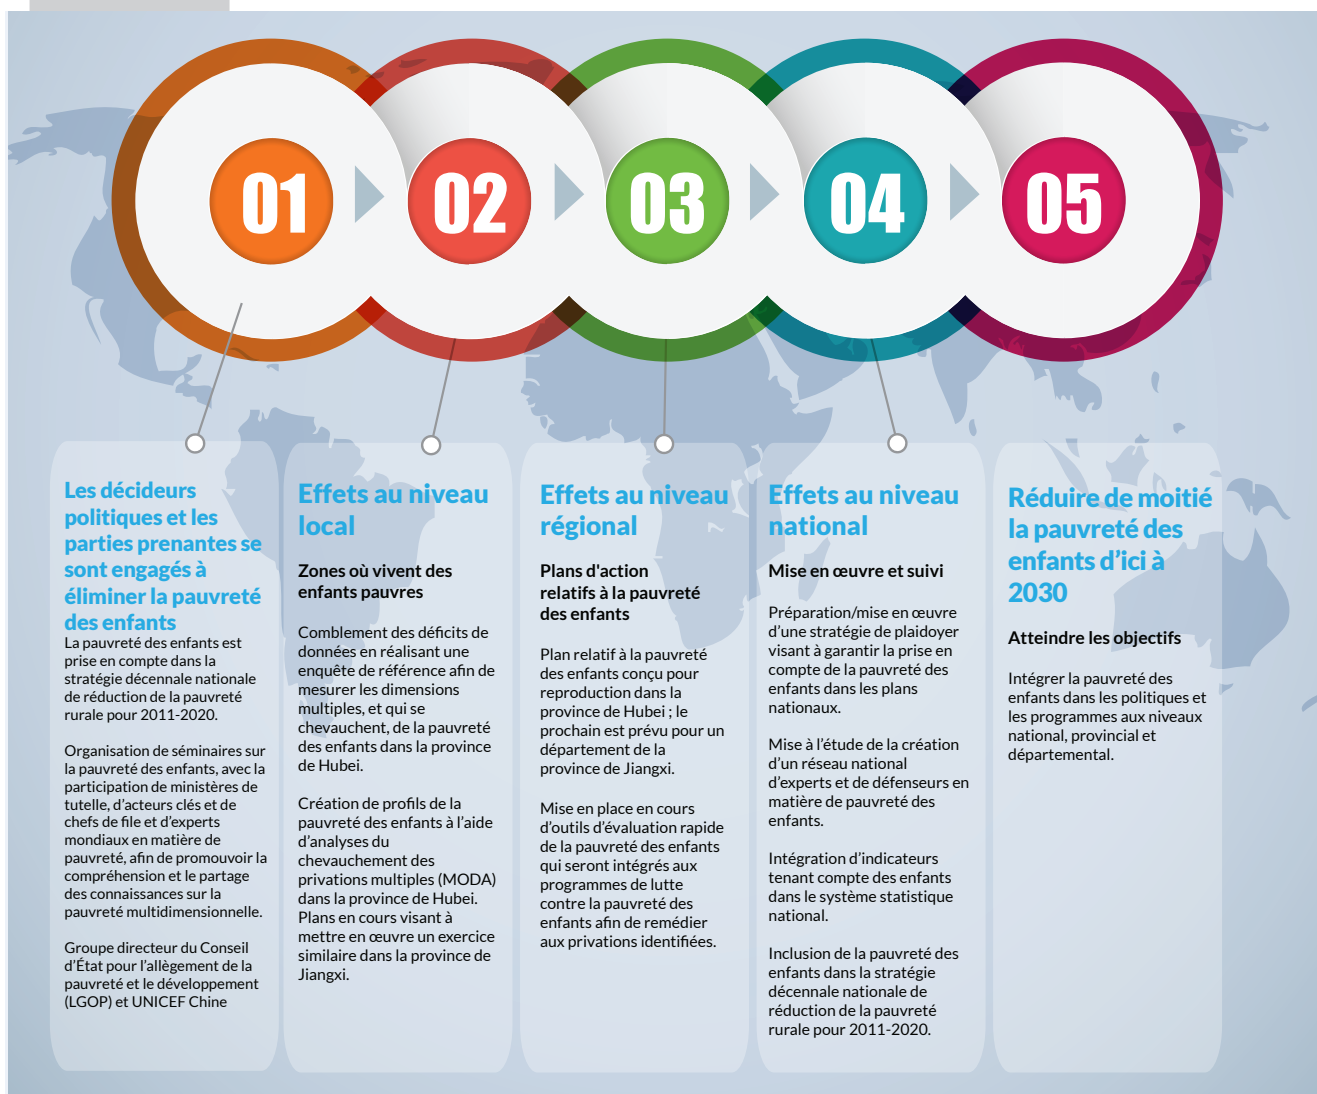 01
02
03
04
05
Les décideurs
politiques et les
parties prenantes se
sont engagés à
éliminer la pauvreté
des enfants
La pauvreté des enfants est
prise en compte dans la
stratégie décennale nationale
de réduction de la pauvreté
rurale pour 2011-2020.
Organisation de séminaires sur
la pauvreté des enfants, avec la
participation de ministères de
tutelle, d'acteurs clés et de
chefs de file et d'experts
mondiaux en matière de
pauvreté, afin de promouvoir la
compréhension et le partage
des connaissances sur la
pauvreté multidimensionnelle.
Groupe directeur du Conseil
d'État pour l'allègement de la
pauvreté et le développement
(LGOP) et UNICEF Chine
Effets au niveau
local
Zones où vivent des
enfants pauvres
Comblement des déficits de
données en réalisant une
enquête de référence afin de
mesurer les dimensions
multiples, et qui se
chevauchent, de la pauvreté
des enfants dans la province
de Hubei.
Création de profils de la
pauvreté des enfants à l'aide
d'analyses du
chevauchement des
privations multiples (MODA)
dans la province de Hubei.
Plans en cours visant à
mettre en œuvre un exercice
similaire dans la province de
Jiangxi.
Effets au niveau
régional
Plans d'action
relatifs à la pauvreté
des enfants
Plan relatif à la pauvreté
des enfants conçu pour
reproduction dans la
province de Hubei ; le
prochain est prévu pour un
département de la
province de Jiangxi.
Mise en place en cours
d'outils d'évaluation rapide
de la pauvreté des enfants
qui seront intégrés aux
programmes de lutte
contre la pauvreté des
enfants afin de remédier
aux privations identifiées.
Effets au niveau
national
Mise en œuvre et suivi
Préparation/mise en œuvre
d'une stratégie de plaidoyer
visant à garantir la prise en
compte de la pauvreté des
enfants dans les plans
nationaux.
Mise à l'étude de la création
d'un réseau national
d'experts et de défenseurs en
matière de pauvreté des
enfants.
Intégration d'indicateurs
tenant compte des enfants
dans le système statistique
national.
Inclusion de la pauvreté des
enfants dans la stratégie
décennale nationale de
réduction de la pauvreté
rurale pour 2011-2020.
Réduire de moitié
la pauvreté des
enfants d'ici à
2030
Atteindre les objectifs
Intégrer la pauvreté des
enfants dans les politiques et
les programmes aux niveaux
national, provincial et
départemental.